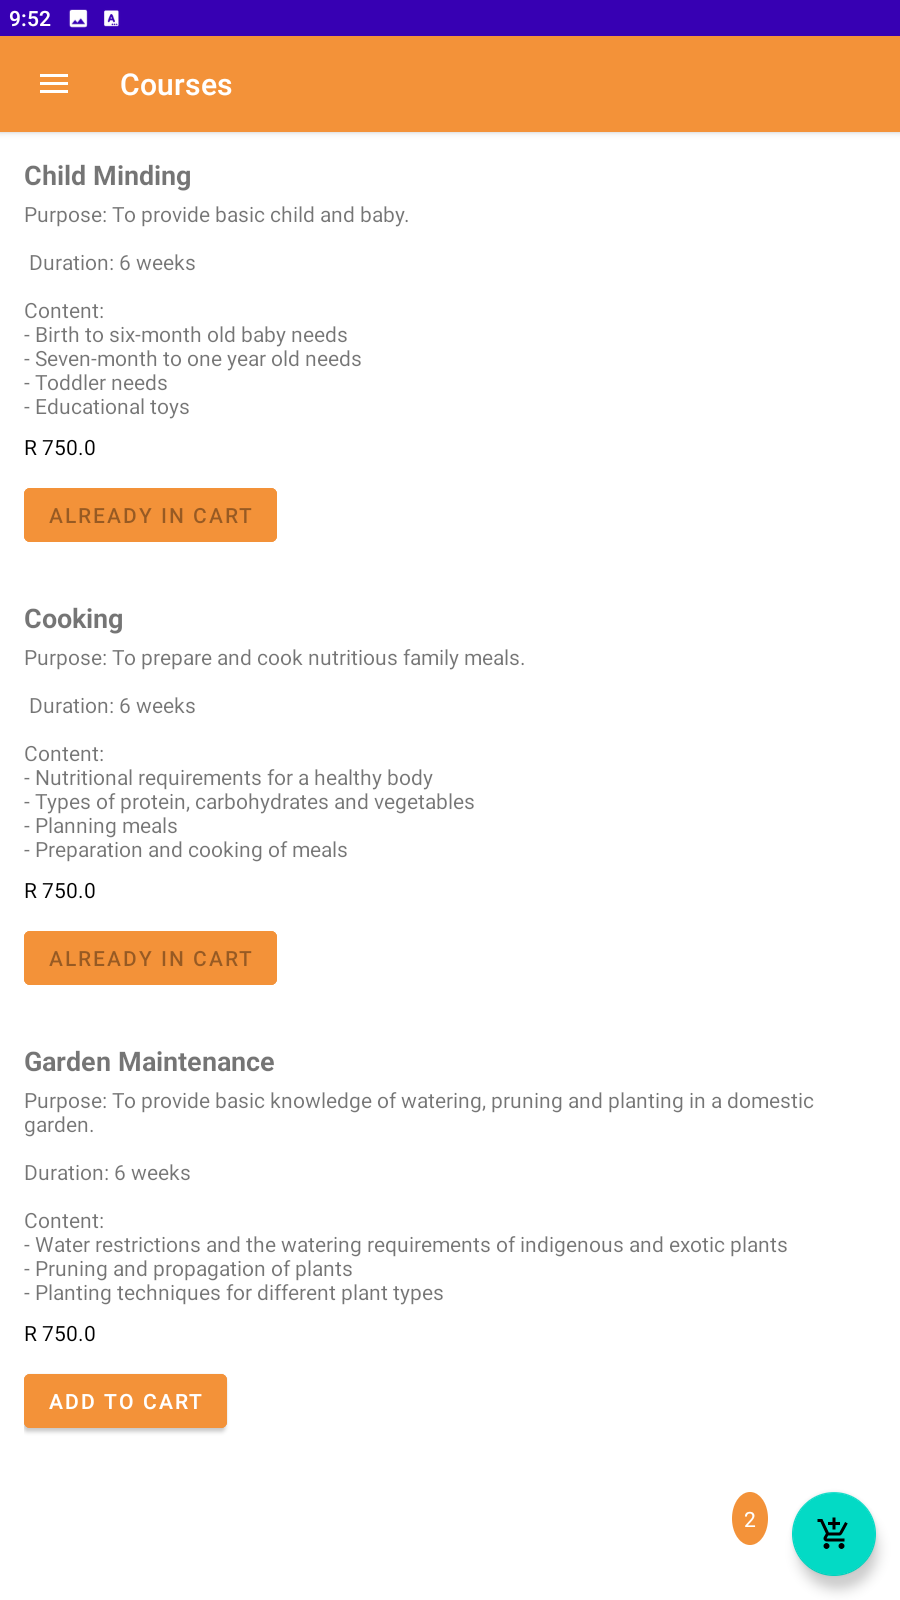 9:52
Courses
Child Minding
Purpose: To provide basic child and baby.
Duration: 6 weeks
Content:
- Birth to six-month old baby needs
- Seven-month to one year old needs
- Toddler needs
- Educational toys
R 750.0
ALREADY IN CART
Cooking
Purpose: To prepare and cook nutritious family meals.
Duration: 6 weeks
Content:
- Nutritional requirements for a healthy body
- Types of protein, carbohydrates and vegetables
- Planning meals
- Preparation and cooking of meals
R 750.0
ALREADY IN CART
Garden Maintenance
Purpose: To provide basic knowledge of watering, pruning and planting in a domestic
garden.
Duration: 6 weeks
Content:
- Water restrictions and the watering requirements of indigenous and exotic plants
- Pruning and propagation of plants
- Planting techniques for different plant types
R 750.0
ADD TO CART
2